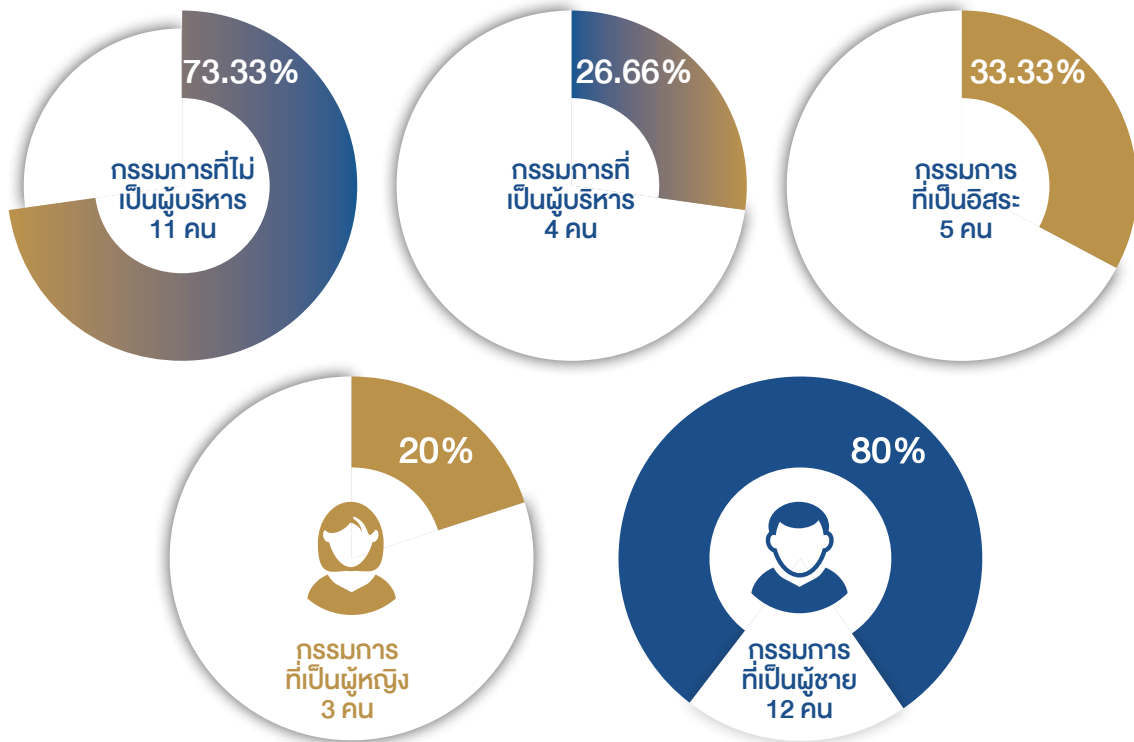 73.33%
กรรมการที่ไม่
เป็นผู้บริหาร
11 คน
26.66%
กรรมการที่
เป็นผู้บริหาร
4 คน
33.33%
กรรมการ
ที่เป็นอิสระ
5 คน
20%
กรรมการ
ที่เป็นผู้หญิง
3 คน
80%
กรรมการ
ที่เป็นผู้ชาย
12 คน